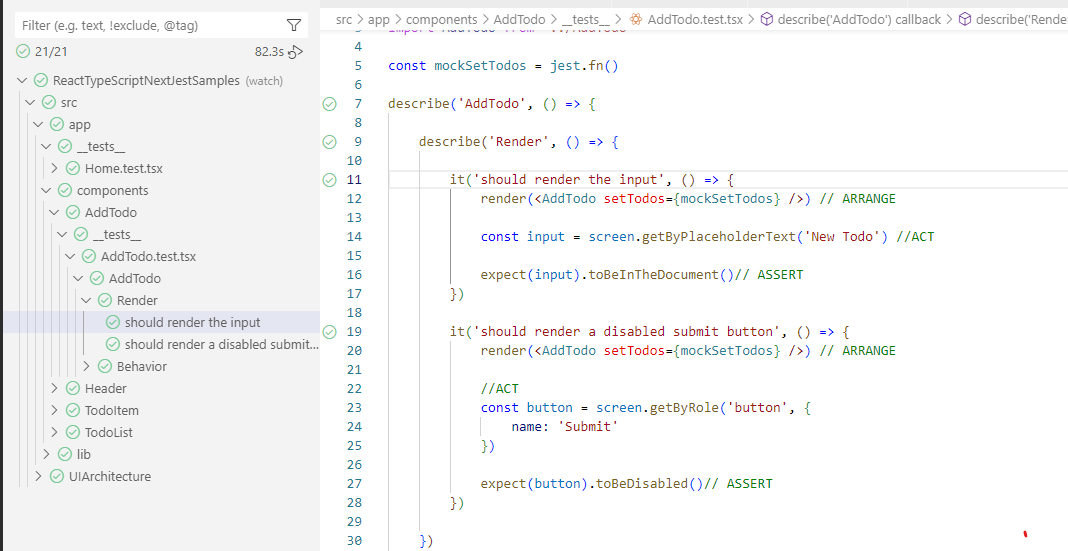 Filter (e.g. text, !exclude, @tag)
21/21
82.3s
ReactTypeScriptNextJestSamples (watch)
src
app
__tests__
Home.test.tsx
components
AddTodo
__tests__
AddTodo.test.tsx
AddTodo
Render
should render the input
should render a disabled submit...
Behavior
Header
TodoItem
TodoList
lib
UIArchitecture
src > app > components > AddTodo > __tests__ > AddTodo.test.tsx > describe('AddTodo') callback > describe('Rende
3 import AddTodo from '../AddTodo'
4
5 const mockSetTodos = jest.fn()
6
7 describe('AddTodo', () => {
8
9 describe('Render', () => {
10
11 it('should render the input', () => {
12 render(<AddTodo setTodos={mockSetTodos} />) // ARRANGE
13
14 const input = screen.getByPlaceholderText('New Todo') //ACT
15
16 expect(input).toBeInTheDocument()// ASSERT
17 })
18
19 it('should render a disabled submit button', () => {
20 render(<AddTodo setTodos={mockSetTodos} />) // ARRANGE
21
22 //ACT
23 const button = screen.getByRole('button', {
24 name: 'Submit'
25 })
26
27 expect(button).toBeDisabled()// ASSERT
28 })
29
30 })